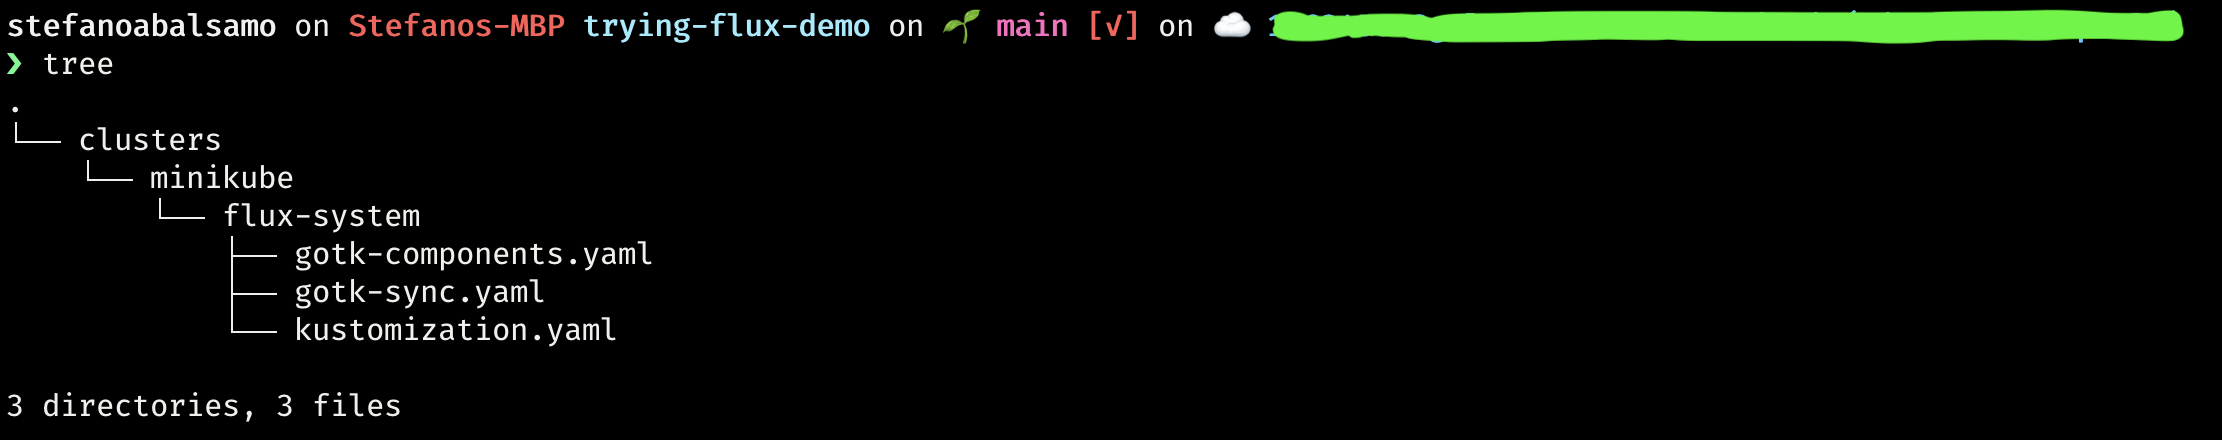 stefanoabalsamo on Stefanos-MBP trying-flux-demo on 🌱 main [√] on ☁️
❯ tree
.
└── clusters
    └── minikube
        └── flux-system
            ├── gotk-components.yaml
            ├── gotk-sync.yaml
            └── kustomization.yaml
3 directories, 3 files